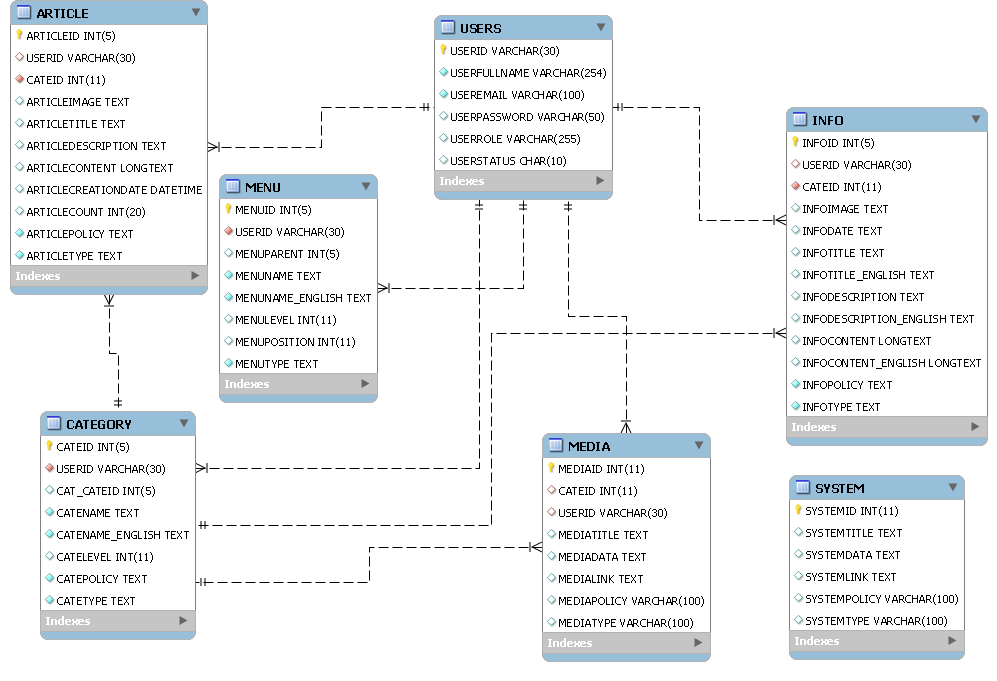 ARTICLE
ARTICLEID INT(5)
USERID VARCHAR(30)
CATEID INT(11)
ARTICLEIMAGE TEXT
ARTICLETITLE TEXT
ARTICLEDESCRIPTION TEXT
ARTICLECONTENT LONGTEXT
ARTICLECREATIONDATE DATETIME
ARTICLECOUNT INT(20)
ARTICLEPOLICY TEXT
ARTICLETYPE TEXT
Indexes
USERS
USERID VARCHAR(30)
USERFULLNAME VARCHAR(254)
USEREMAIL VARCHAR(100)
USERPASSWORD VARCHAR(50)
USERROLE VARCHAR(255)
USERSTATUS CHAR(10)
Indexes
INFO
INFOID INT(5)
USERID VARCHAR(30)
CATEID INT(11)
INFOIMAGE TEXT
INFODATE TEXT
INFOTITLE TEXT
INFOTITLE_ENGLISH TEXT
INFODESCRIPTION TEXT
INFODESCRIPTION_ENGLISH TEXT
INFOCONTENT LONGTEXT
INFOCONTENT_ENGLISH LONGTEXT
INFOPOLICY TEXT
INFOTYPE TEXT
Indexes
MENU
MENUID INT(5)
USERID VARCHAR(30)
MENUPARENT INT(5)
MENUNAME TEXT
MENUNAME_ENGLISH TEXT
MENULEVEL INT(11)
MENUPOSITION INT(11)
MENUTYPE TEXT
Indexes
CATEGORY
CATEID INT(5)
USERID VARCHAR(30)
CAT_CATEID INT(5)
CATENAME TEXT
CATENAME_ENGLISH TEXT
CATELEVEL INT(11)
CATEPOLICY TEXT
CATETYPE TEXT
Indexes
MEDIA
MEDIAID INT(11)
CATEID INT(11)
USERID VARCHAR(30)
MEDIATITLE TEXT
MEDIADATA TEXT
MEDIALINK TEXT
MEDIAPOLICY VARCHAR(100)
MEDIATYPE VARCHAR(100)
Indexes
SYSTEM
SYSTEMID INT(11)
SYSTEMTITLE TEXT
SYSTEMDATA TEXT
SYSTEMLINK TEXT
SYSTEMPOLICY VARCHAR(100)
SYSTEMTYPE VARCHAR(100)
Indexes